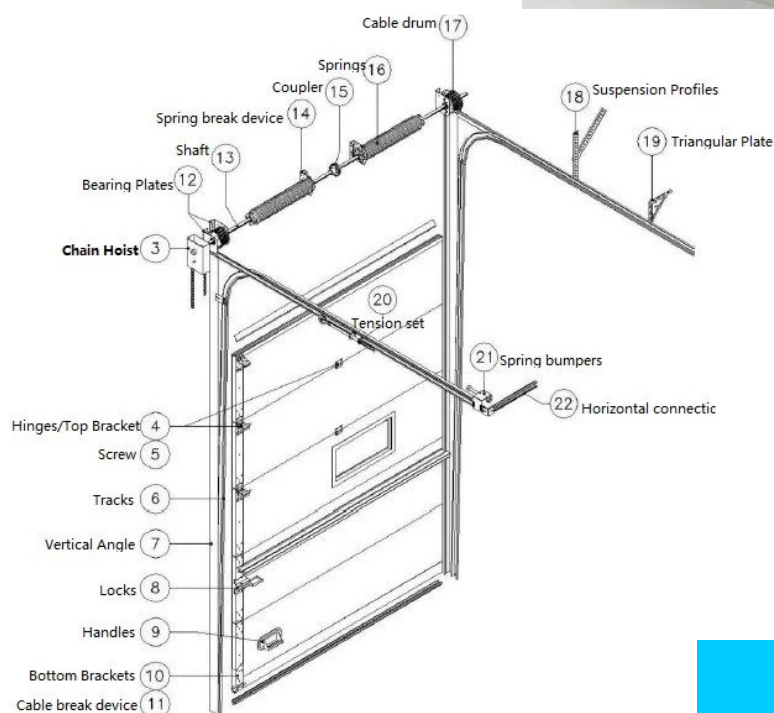 Cable drum 17
Springs 16
Coupler 15
Spring break device 14
Shaft 13
Bearing Plates 12
Chain Hoist 3
18 Suspension Profiles
19 Triangular Plate
20
Tension set
21 Spring bumpers
22 Horizontal connectic
Hinges/Top Bracket 4
Screw 5
Tracks 6
Vertical Angle 7
Locks 8
Handles 9
Bottom Brackets 10
Cable break device 11